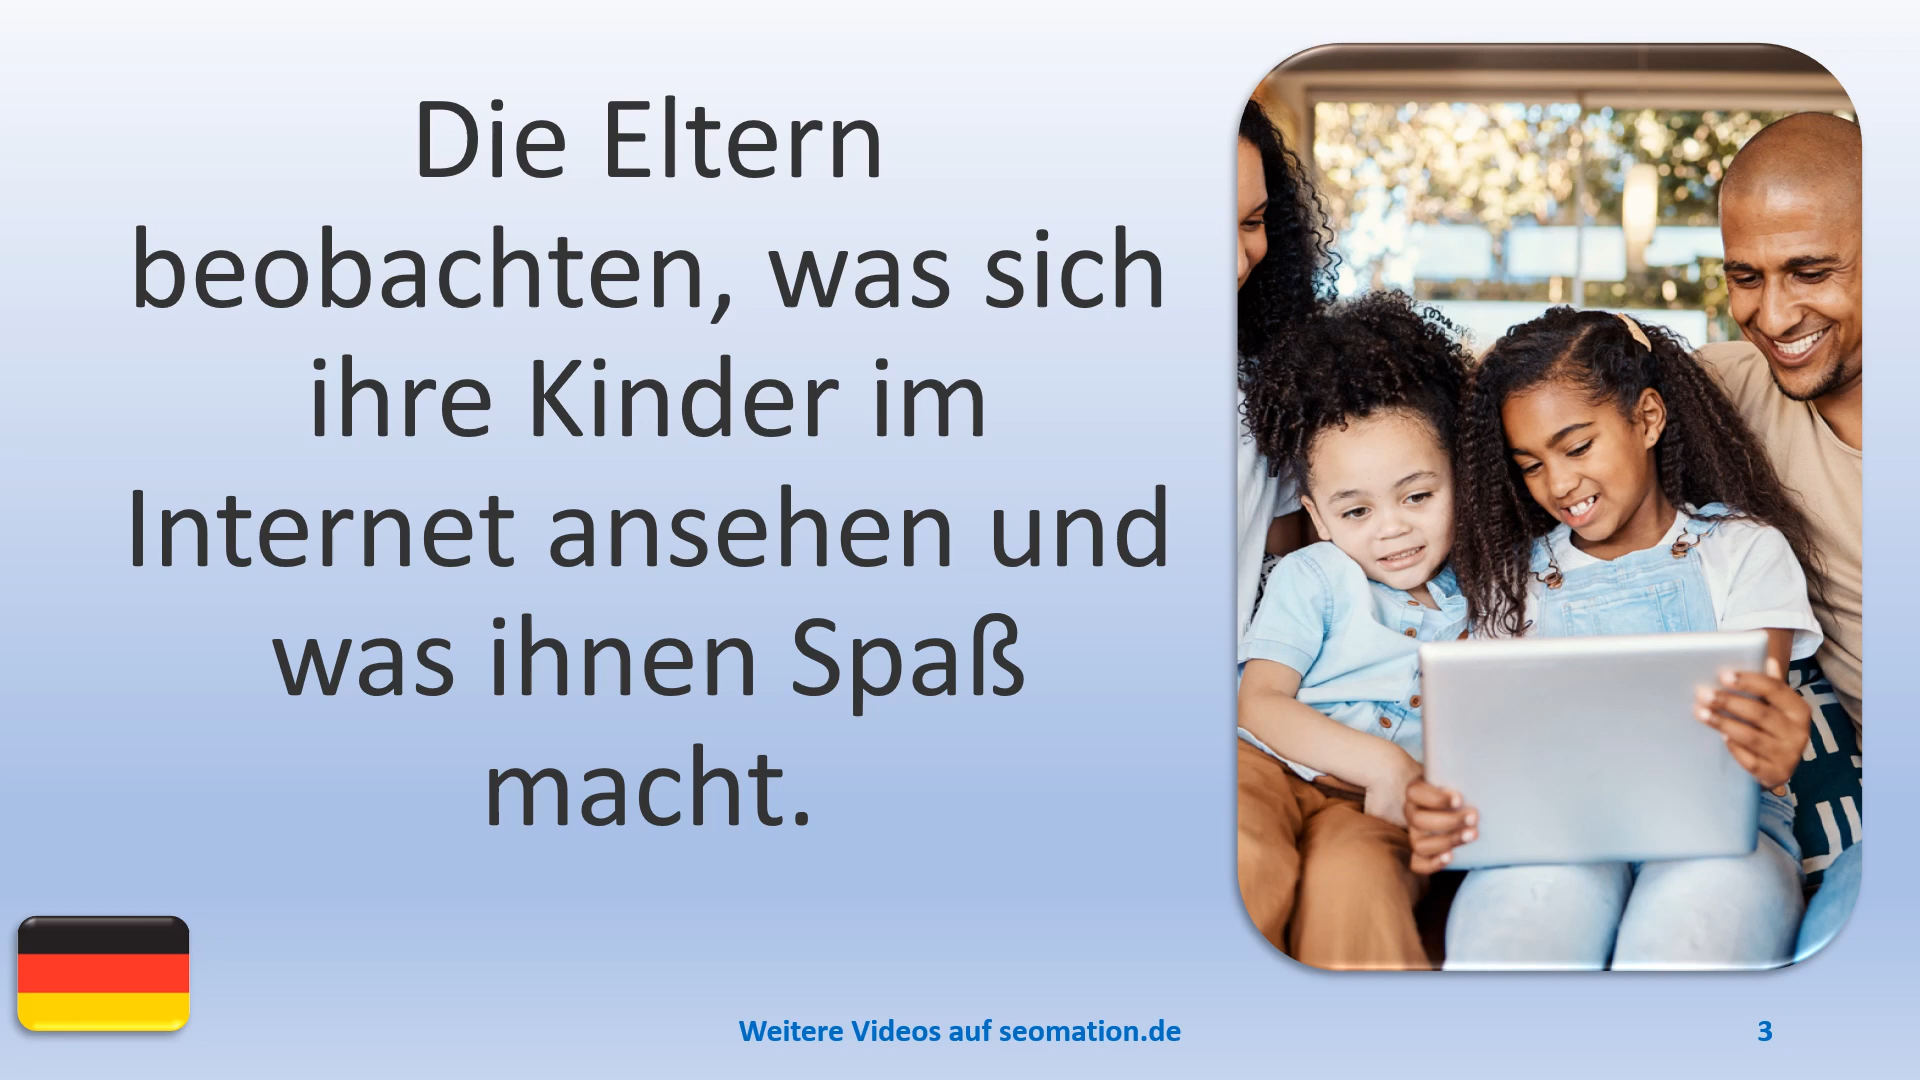 Die Eltern
beobachten, was sich
ihre Kinder im
Internet ansehen und
was ihnen Spaß
macht.
Weitere Videos auf seomation.de
3